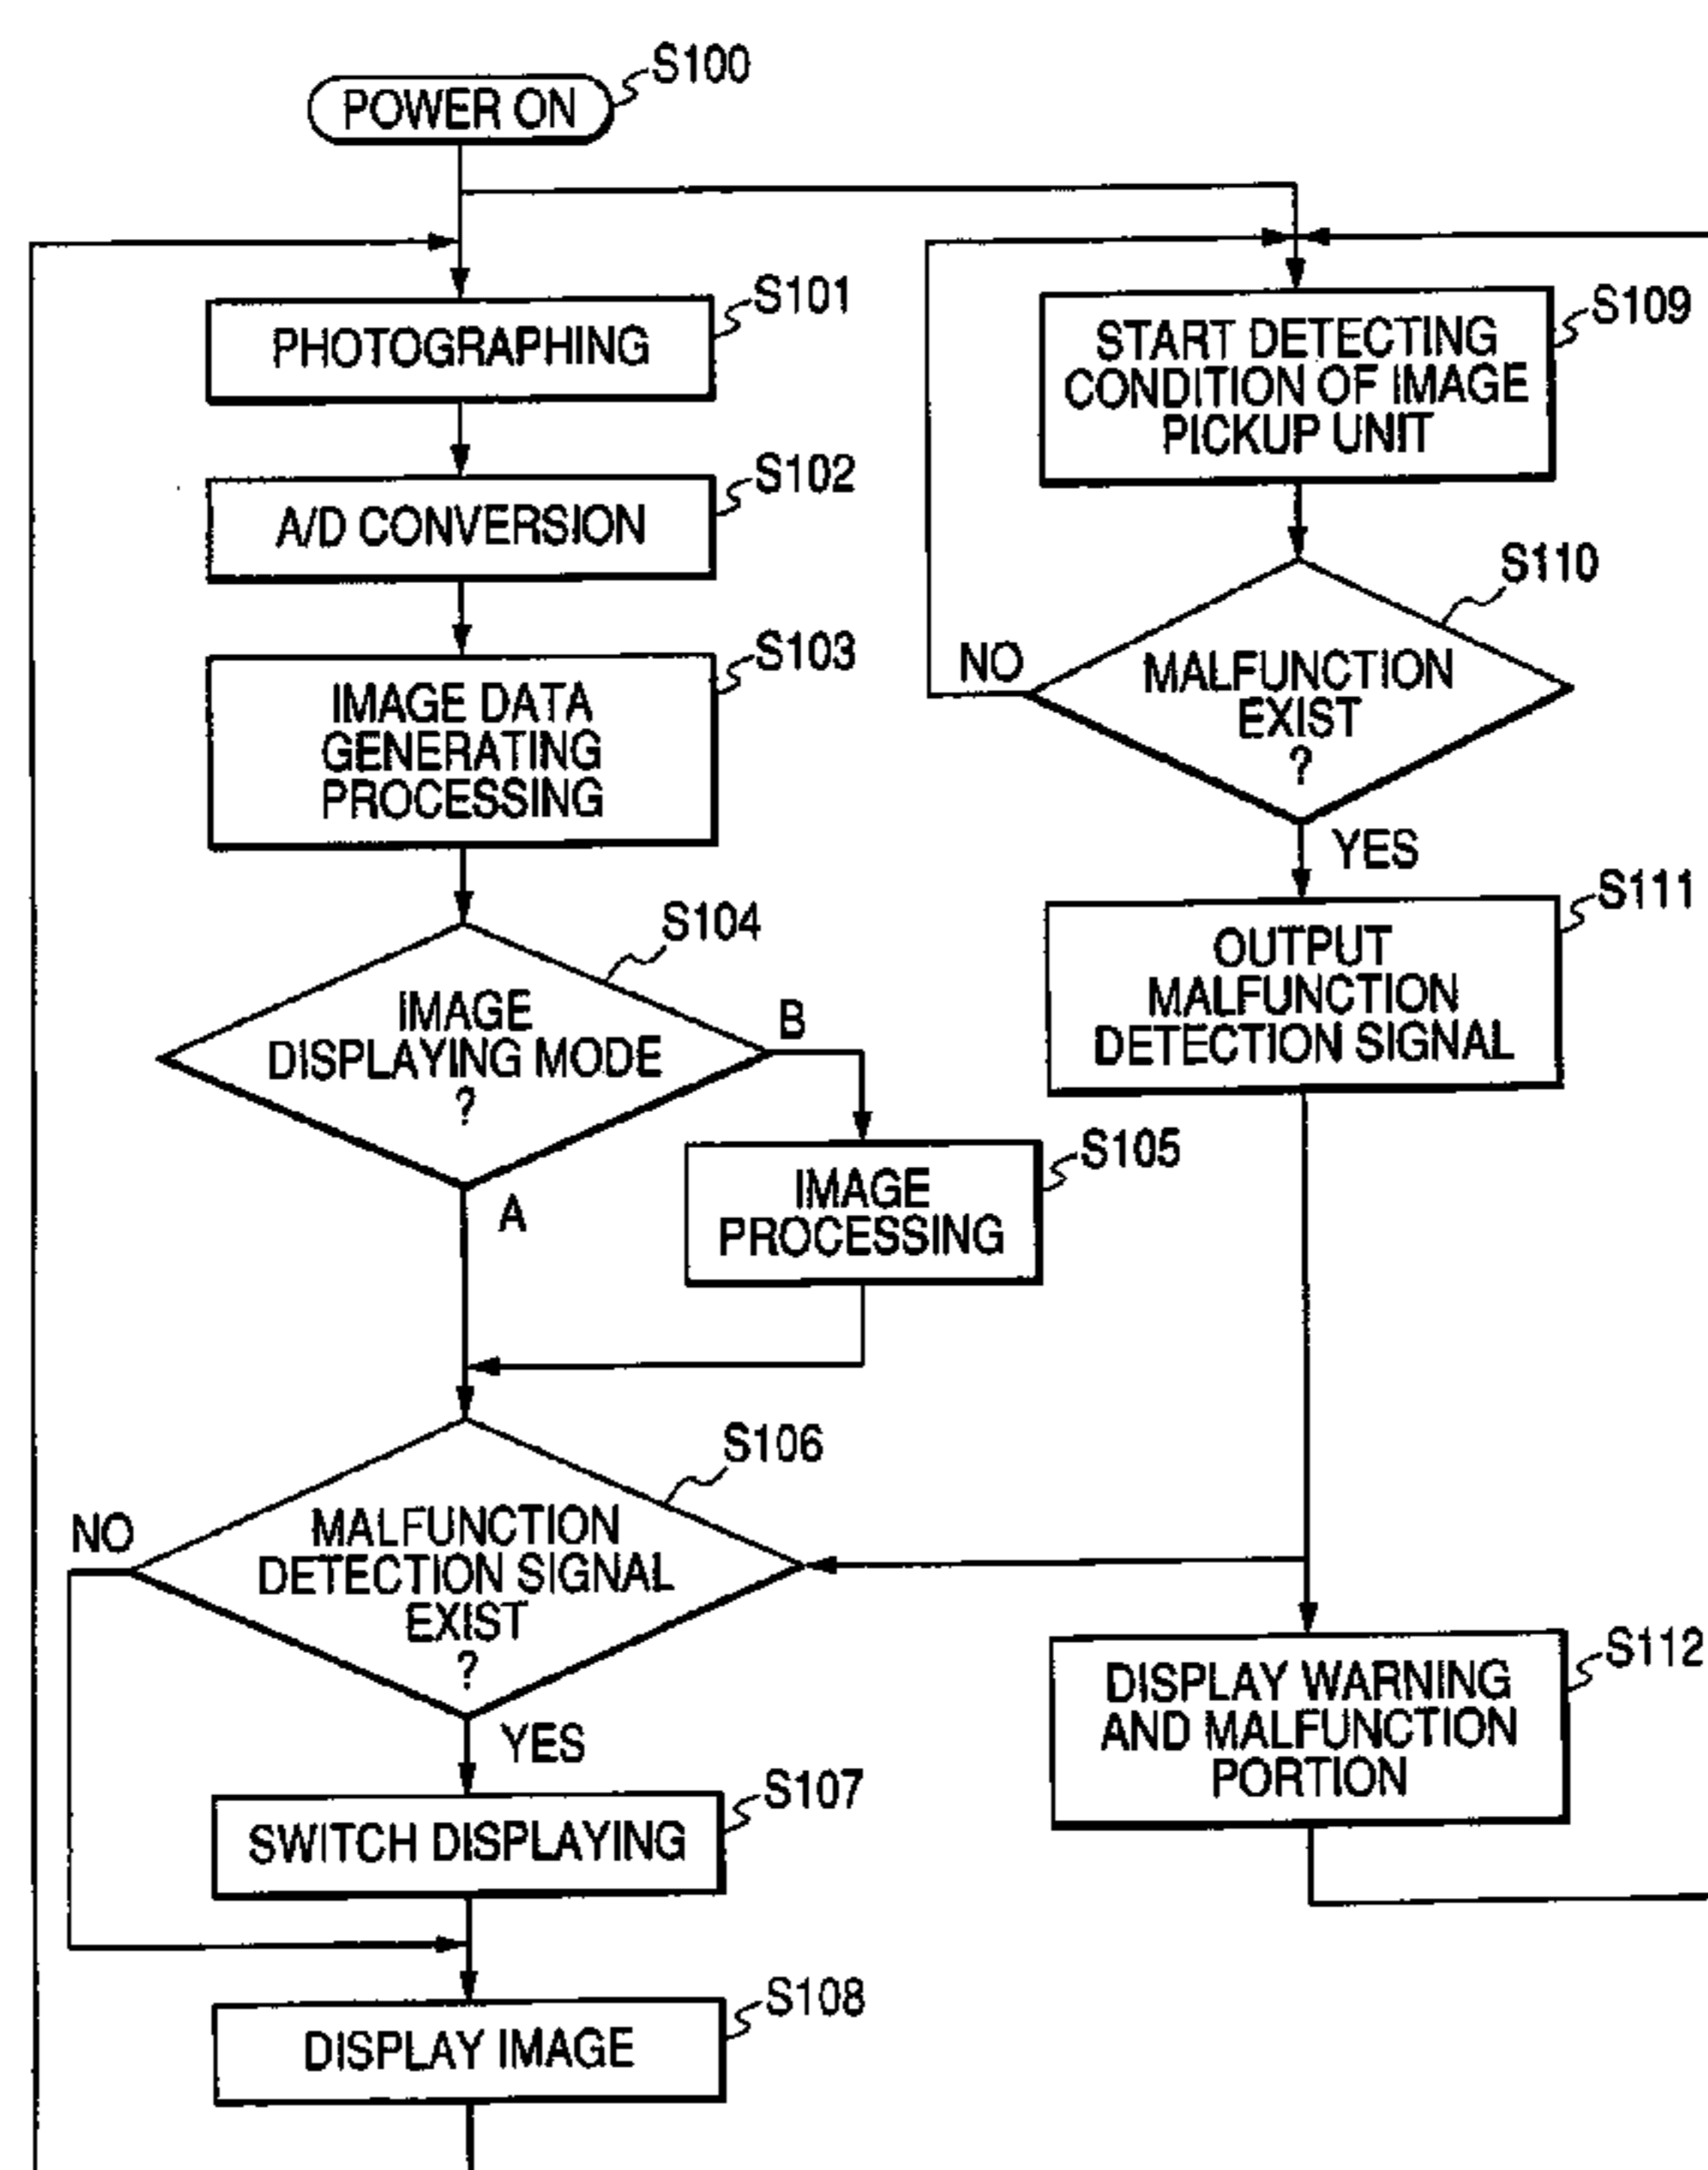 S100
POWER ON
S101
PHOTOGRAPHING
S102
A/D CONVERSION
S103
IMAGE DATA
GENERATING
PROCESSING
S104
IMAGE
DISPLAYING MODE
?
B
A
S105
IMAGE
PROCESSING
S106
MALFUNCTION
DETECTION SIGNAL
EXIST
?
NO
YES
S107
SWITCH DISPLAYING
S108
DISPLAY IMAGE
S109
START DETECTING
CONDITION OF IMAGE
PICKUP UNIT
S110
MALFUNCTION
EXIST
?
NO
YES
S111
OUTPUT
MALFUNCTION
DETECTION SIGNAL
S112
DISPLAY WARNING
AND MALFUNCTION
PORTION